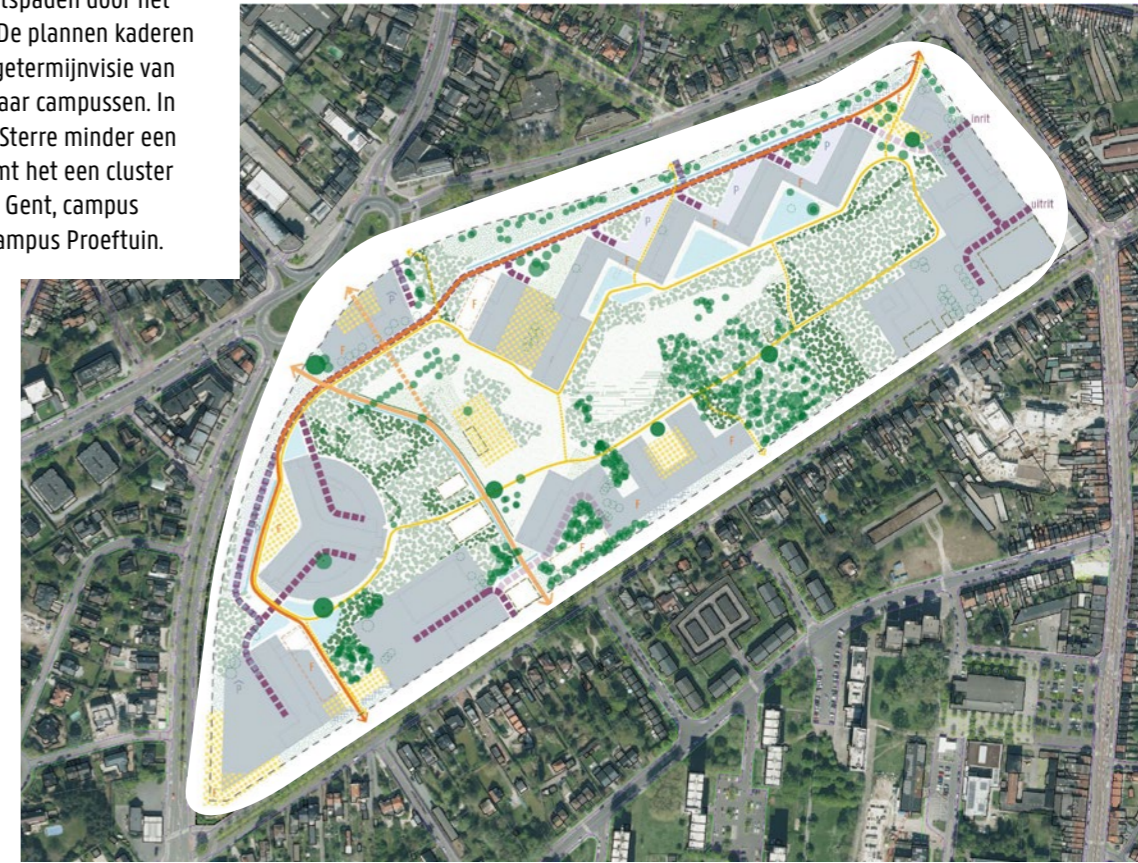 tspaden door het
De plannen kaderen
getermijnvisie van
aar campussen. In
Sterre minder een
mt het een cluster
Gent, campus
ampus Proeftuin.
inrit
uitrit
P
P
P
F
F
F
F
F
F
F
F
F
F